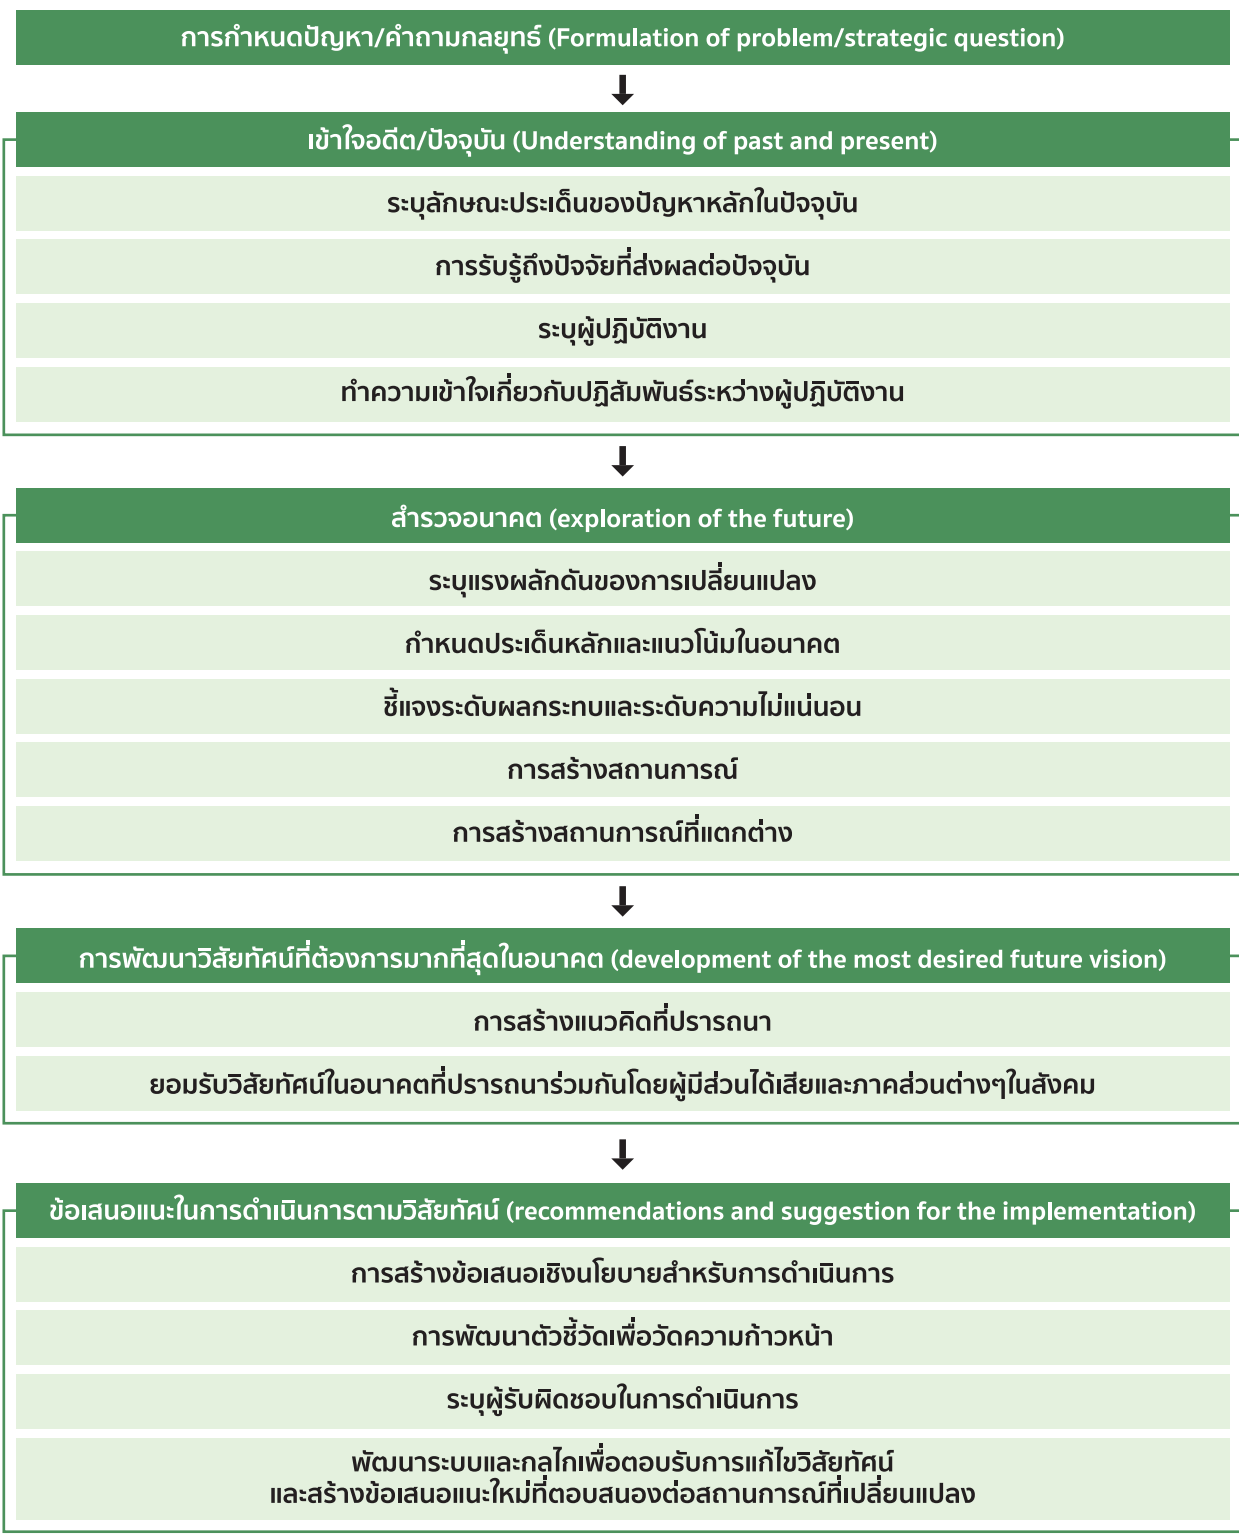 การกำหนดปัญหา/คำถามกลยุทธ์ (Formulation of problem/strategic question)
เข้าใจอดีต/ปัจจุบัน (Understanding of past and present)
ระบุลักษณะประเด็นของปัญหาหลักในปัจจุบัน
การรับรู้ถึงปัจจัยที่ส่งผลต่อปัจจุบัน
ระบุผู้ปฏิบัติงาน
ทำความเข้าใจเกี่ยวกับปฏิสัมพันธ์ระหว่างผู้ปฏิบัติงาน
สำรวจอนาคต (exploration of the future)
ระบุแรงผลักดันของการเปลี่ยนแปลง
กำหนดประเด็นหลักและแนวโน้มในอนาคต
ชี้แจงระดับผลกระทบและระดับความไม่แน่นอน
การสร้างสถานการณ์
การสร้างสถานการณ์ที่แตกต่าง
การพัฒนาวิสัยทัศน์ที่ต้องการมากที่สุดในอนาคต (development of the most desired future vision)
การสร้างแนวคิดที่ปรารถนา
ยอมรับวิสัยทัศน์ในอนาคตที่ปรารถนาร่วมกันโดยผู้มีส่วนได้เสียและภาคส่วนต่างๆในสังคม
ข้อเสนอแนะในการดำเนินการตามวิสัยทัศน์ (recommendations and suggestion for the implementation)
การสร้างข้อเสนอเชิงนโยบายสำหรับการดำเนินการ
การพัฒนาตัวชี้วัดเพื่อวัดความก้าวหน้า
ระบุผู้รับผิดชอบในการดำเนินการ
พัฒนาระบบและกลไกเพื่อตอบรับการแก้ไขวิสัยทัศน์
และสร้างข้อเสนอแนะใหม่ที่ตอบสนองต่อสถานการณ์ที่เปลี่ยนแปลง